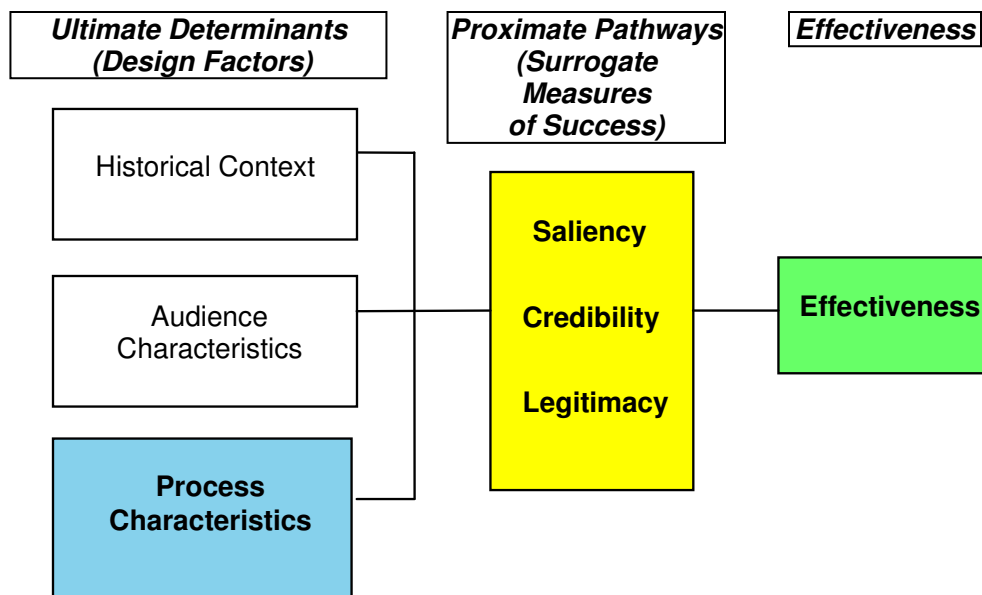 Ultimate Determinants
(Design Factors)
Proximate Pathways
(Surrogate
Measures
of Success)
Effectiveness
Historical Context
Audience
Characteristics
Process
Characteristics
Saliency
Credibility
Legitimacy
Effectiveness